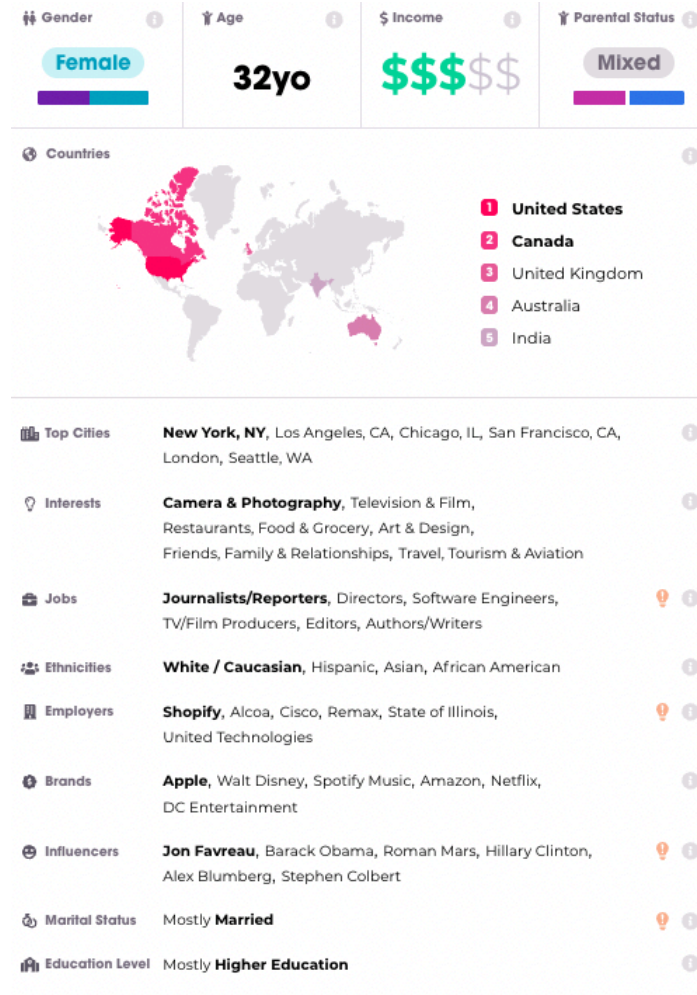 Gender
Age
$ Income
Parental Status
Female
32yo
$$$$$
Mixed
Countries
1 United States
2 Canada
3 United Kingdom
4 Australia
5 India
Top Cities
New York, NY, Los Angeles, CA, Chicago, IL, San Francisco, CA,
London, Seattle, WA
Interests
Camera & Photography, Television & Film,
Restaurants, Food & Grocery, Art & Design,
Friends, Family & Relationships, Travel, Tourism & Aviation
Jobs
Journalists/Reporters, Directors, Software Engineers,
TV/Film Producers, Editors, Authors/Writers
Ethnicities
White / Caucasian, Hispanic, Asian, African American
Employers
Shopify, Alcoa, Cisco, Remax, State of Illinois,
United Technologies
Brands
Apple, Walt Disney, Spotify Music, Amazon, Netflix,
DC Entertainment
Influencers
Jon Favreau, Barack Obama, Roman Mars, Hillary Clinton,
Alex Blumberg, Stephen Colbert
Marital Status
Mostly Married
Education Level
Mostly Higher Education